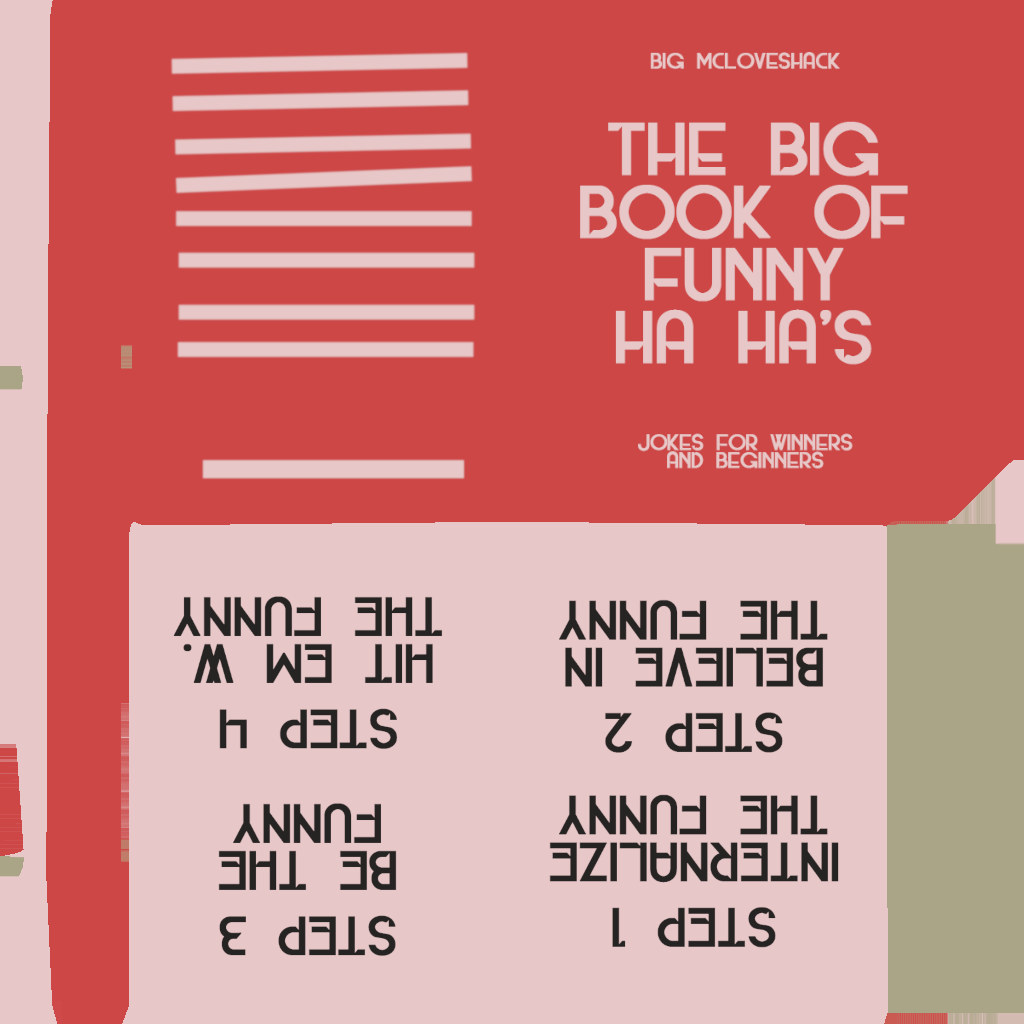 BIG MCLOVESHACK
THE BIG
BOOK OF
FUNNY
HA HA'S
JOKES FOR WINNERS
AND BEGINNERS
STEP 1
INTERNALIZE
THE FUNNY
STEP 2
BELIEVE IN
THE FUNNY
STEP 3
BE THE
FUNNY
STEP 4
HIT EM W.
THE FUNNY